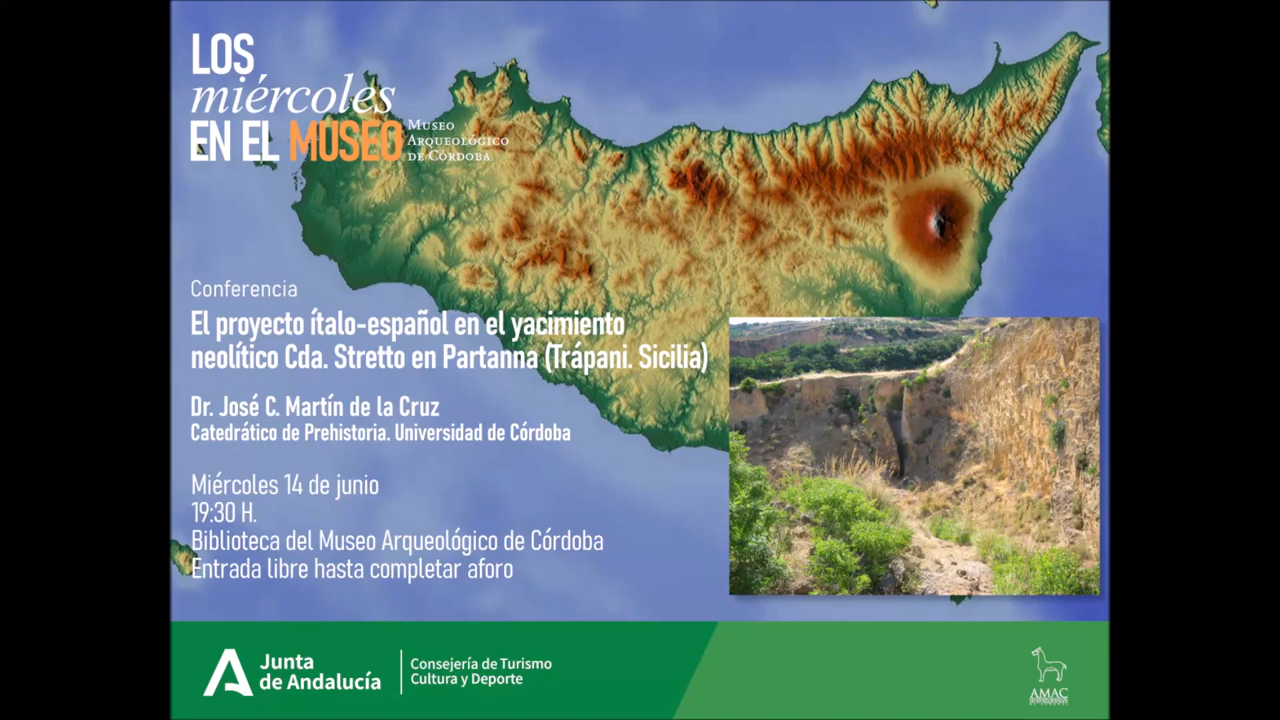 LOS
miércoles
EN EL MUSEO
Museo
Arqueológico
de Córdoba
Conferencia
El proyecto ítalo-español en el yacimiento
neolítico Cda. Stretto en Partanna (Trápani. Sicilia)
Dr. José C. Martín de la Cruz
Catedrático de Prehistoria. Universidad de Córdoba
Miércoles 14 de junio
19:30 H.
Biblioteca del Museo Arqueológico de Córdoba
Entrada libre hasta completar aforo
Junta
de Andalucía
Consejería de Turismo
Cultura y Deporte
AMAC